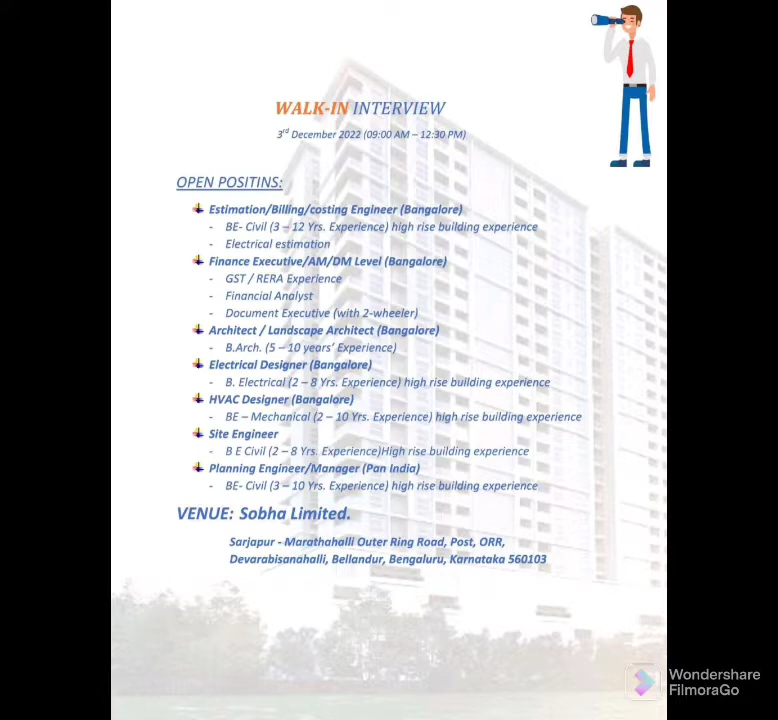 WALK-IN INTERVIEW
3rd December 2022 (09:00 AM – 12:30 PM)
OPEN POSITINS:
Estimation/Billing/costing Engineer (Bangalore)
- BE- Civil (3 – 12 Yrs. Experience) high rise building experience
- Electrical estimation
Finance Executive/AM/DM Level (Bangalore)
- GST / RERA Experience
- Financial Analyst
- Document Executive (with 2-wheeler)
Architect / Landscape Architect (Bangalore)
- B.Arch. (5 – 10 years’ Experience)
Electrical Designer (Bangalore)
- B. Electrical (2 – 8 Yrs. Experience) high rise building experience
HVAC Designer (Bangalore)
- BE – Mechanical (2 – 10 Yrs. Experience) high rise building experience
Site Engineer
- B E Civil (2 – 8 Yrs. Experience)High rise building experience
Planning Engineer/Manager (Pan India)
- BE- Civil (3 – 10 Yrs. Experience) high rise building experience
VENUE: Sobha Limited.
Sarjapur - Marathahalli Outer Ring Road, Post, ORR,
Devarabisanahalli, Bellandur, Bengaluru, Karnataka 560103
Wondershare
FilmoraGo